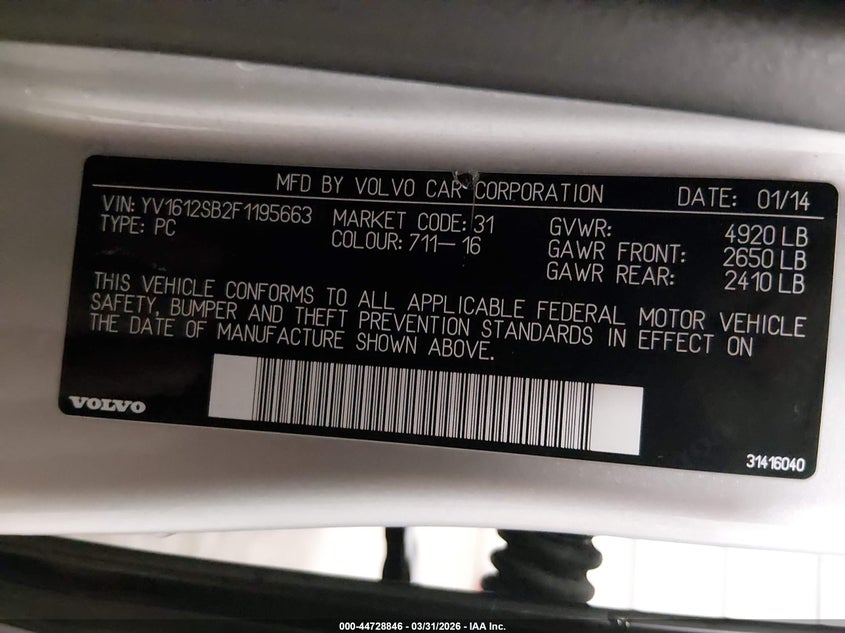 MFD BY VOLVO CAR CORPORATION DATE: 01/14
VIN: YV1612SB2F1195663 MARKET CODE: 31 GVWR: 4920 LB
TYPE: PC COLOUR: 711-16 GAWR FRONT: 2650 LB
GAWR REAR: 2410 LB
THIS VEHICLE CONFORMS TO ALL APPLICABLE FEDERAL MOTOR VEHICLE
SAFETY, BUMPER AND THEFT PREVENTION STANDARDS IN EFFECT ON
THE DATE OF MANUFACTURE SHOWN ABOVE.
VOLVO
31416040
000-44728846 - 03/31/2026 - IAA Inc.